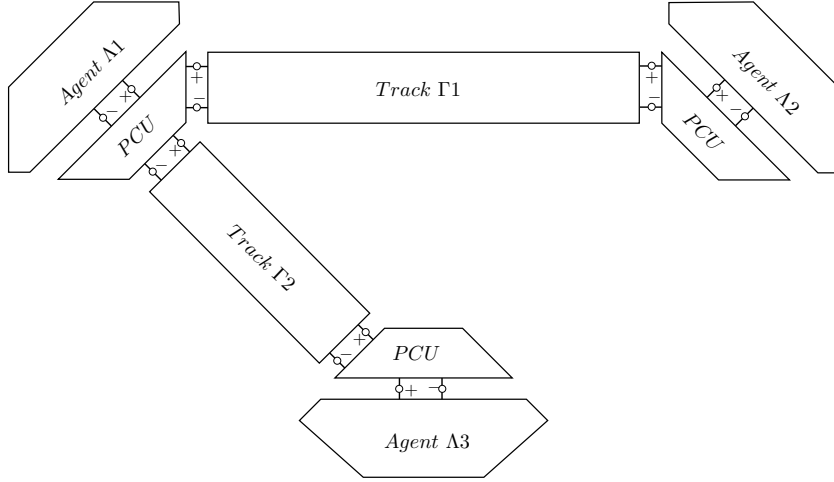 Agent Λ1
+
−
PCU
+
−
Track Γ1
+
−
Agent Λ2
+
−
PCU
+
−
Track Γ2
+
−
PCU
+
−
Agent Λ3